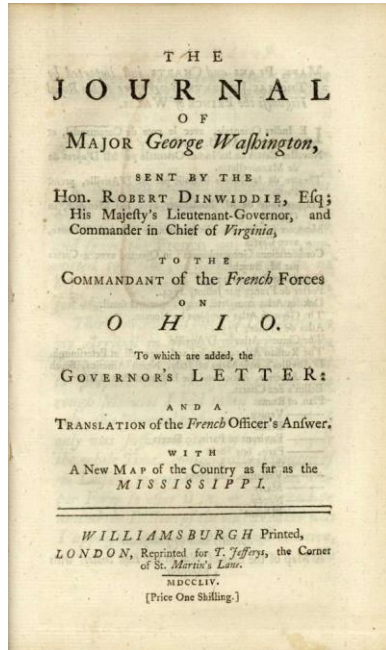 THE
JOURNAL
OF
MAJOR George Waſhington,
SENT BY THE
Hon. ROBERT DINWIDDIE, Eſq;
His Majeſty's Lieutenant-Governor, and
Commander in Chief of Virginia,
TO THE
COMMANDANT of the French Forces
ON
OHIO.
To which are added, the
GOVERNOR'S LETTER:
AND A
TRANSLATION of the French Officer's Anſwer.
WITH
A New MAP of the Country as far as the
MISSISSIPPI.
WILLIAMSBURGH Printed,
LONDON, Reprinted for T. Jefferys, the Corner
of St. Martin's Lane.
MDCCLIV.
[Price One Shilling.]